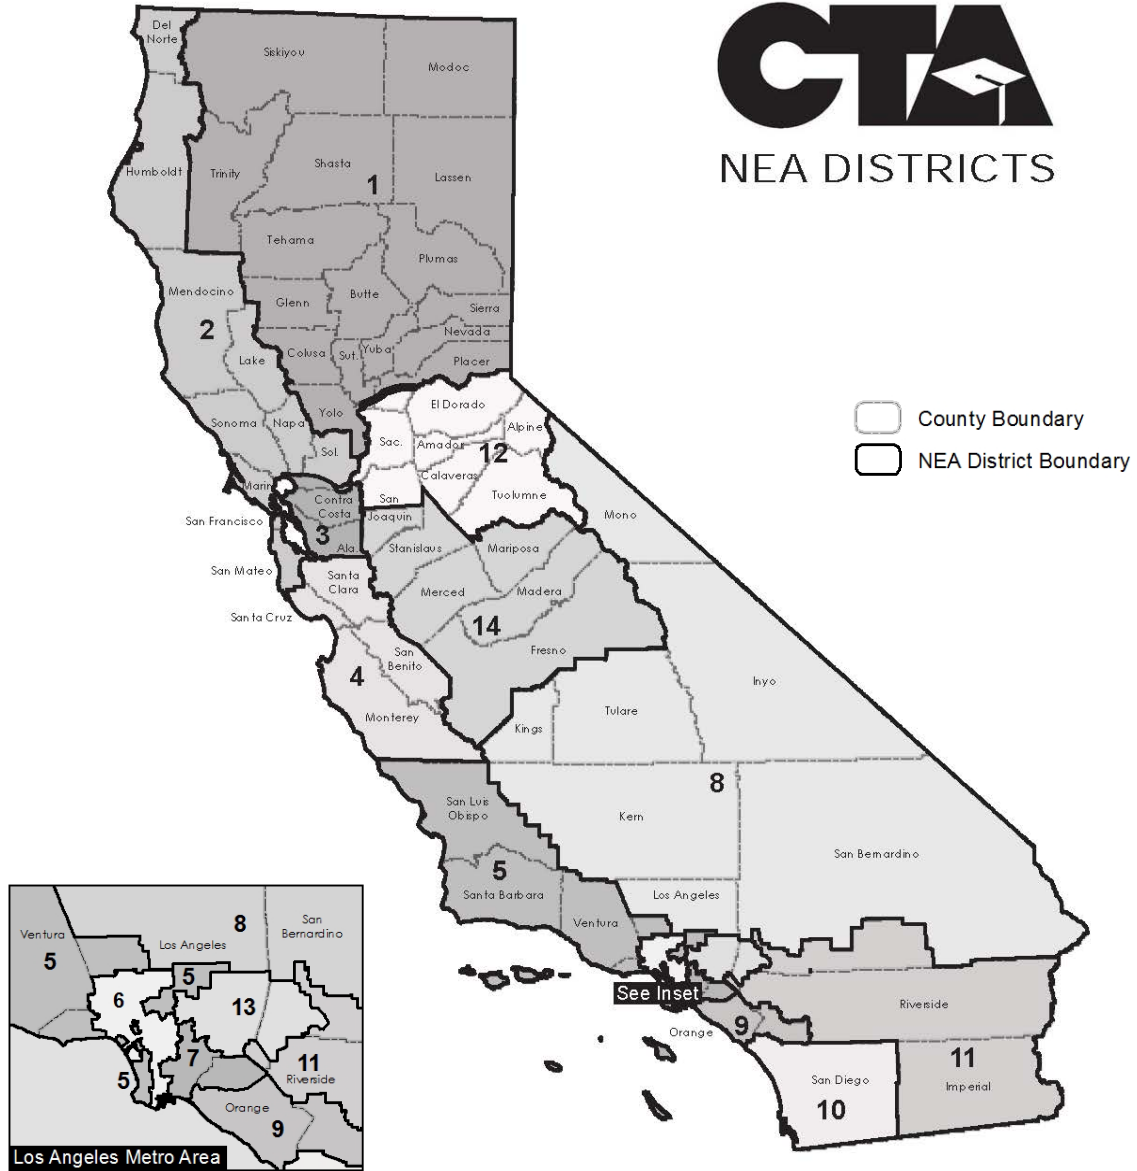 CTA
NEA DISTRICTS
Del
Norte
Siskiyou
Modoc
Humboldt
Trinity
Shasta
1
Lassen
Tehama
Plumas
Mendocino
Glenn
Butte
Sierra
2
Nevada
Lake
Colusa
Sut.
Yuba
Placer
Yolo
El Dorado
Sonoma
Napa
Sac.
Amador
Alpine
County Boundary
Sol.
12
NEA District Boundary
Calaveras
Marin
Contra
Costa
San
Joaquin
Tuolumne
Mono
San Francisco
3
Ala.
Stanislaus
Mariposa
San Mateo
Santa
Clara
Merced
Madera
Santa Cruz
14
San
Benito
Fresno
4
Inyo
Monterey
Kings
Tulare
8
San Luis
Obispo
Kern
San Bernardino
5
Santa Barbara
Los Angeles
Ventura
See Inset
Riverside
Orange
9
11
San Diego
Imperial
10
8
San
Bernardino
Ventura
Los Angeles
5
5
6
13
7
11
5
Riverside
Orange
9
Los Angeles Metro Area